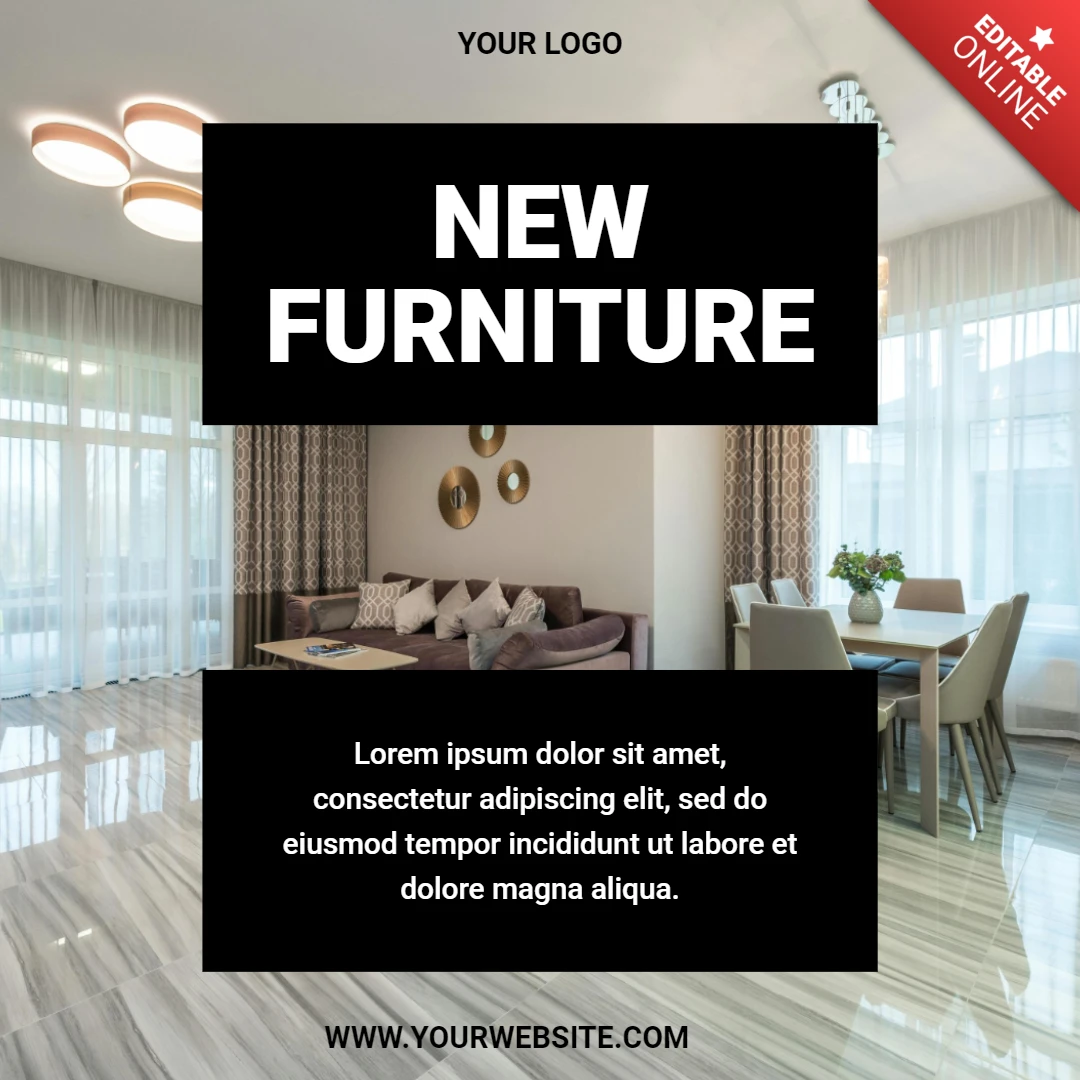 YOUR LOGO
EDITABLE
ONLINE
NEW
FURNITURE
Lorem ipsum dolor sit amet,
consectetur adipiscing elit, sed do
eiusmod tempor incididunt ut labore et
dolore magna aliqua.
WWW.YOURWEBSITE.COM